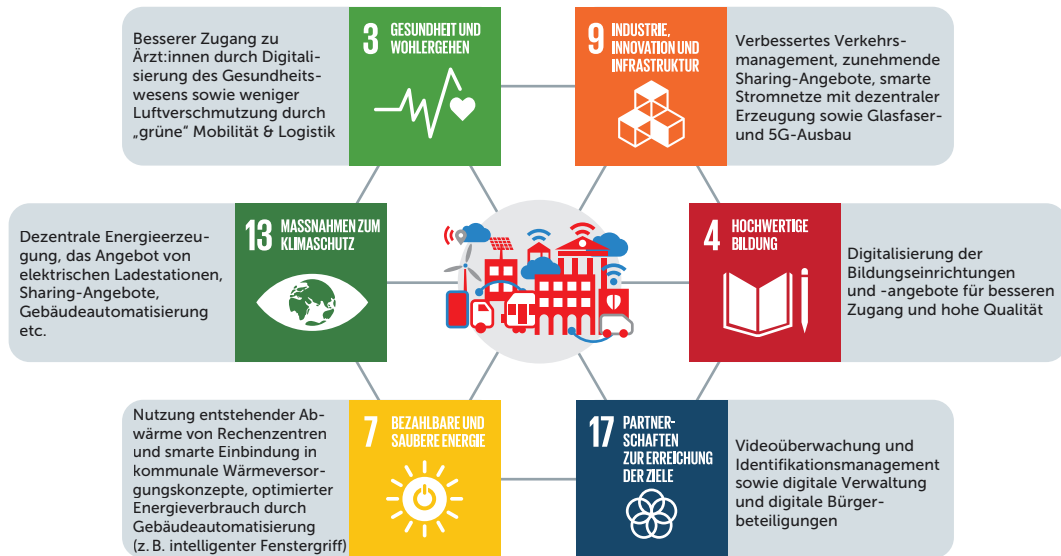 Besserer Zugang zu
Ärzt:innen durch Digitali-
sierung des Gesundheits-
wesens sowie weniger
Luftverschmutzung durch
„grüne“ Mobilität & Logistik
3 GESUNDHEIT UND
WOHLERGEHEN
9 INDUSTRIE,
INNOVATION UND
INFRASTRUKTUR
Verbessertes Verkehrs-
management, zunehmende
Sharing-Angebote, smarte
Stromnetze mit dezentraler
Erzeugung sowie Glasfaser-
und 5G-Ausbau
Dezentrale Energieerzeu-
gung, das Angebot von
elektrischen Ladestationen,
Sharing-Angebote,
Gebäudeautomatisierung
etc.
13 MASSNAHMEN ZUM
KLIMASCHUTZ
4 HOCHWERTIGE
BILDUNG
Digitalisierung der
Bildungseinrichtungen
und -angebote für besseren
Zugang und hohe Qualität
Nutzung entstehender Ab-
wärme von Rechenzentren
und smarte Einbindung in
kommunale Wärmeversor-
gungskonzepte, optimierter
Energieverbrauch durch
Gebäudeautomatisierung
(z. B. intelligenter Fenstergriff)
7 BEZAHLBARE UND
SAUBERE ENERGIE
17 PARTNER-
SCHAFTEN
ZUR ERREICHUNG
DER ZIELE
Videoüberwachung und
Identifikationsmanagement
sowie digitale Verwaltung
und digitale Bürger-
beteiligungen